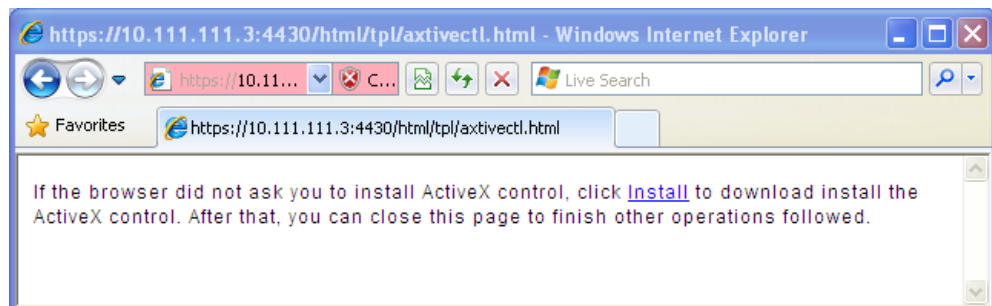 https://10.111.111.3:4430/html/tpl/axtivectl.html - Windows Internet Explorer
https://10.11... C... Live Search
Favorites https://10.111.111.3:4430/html/tpl/axtivectl.html
If the browser did not ask you to install ActiveX control, click Install to download install the
ActiveX control. After that, you can close this page to finish other operations followed.